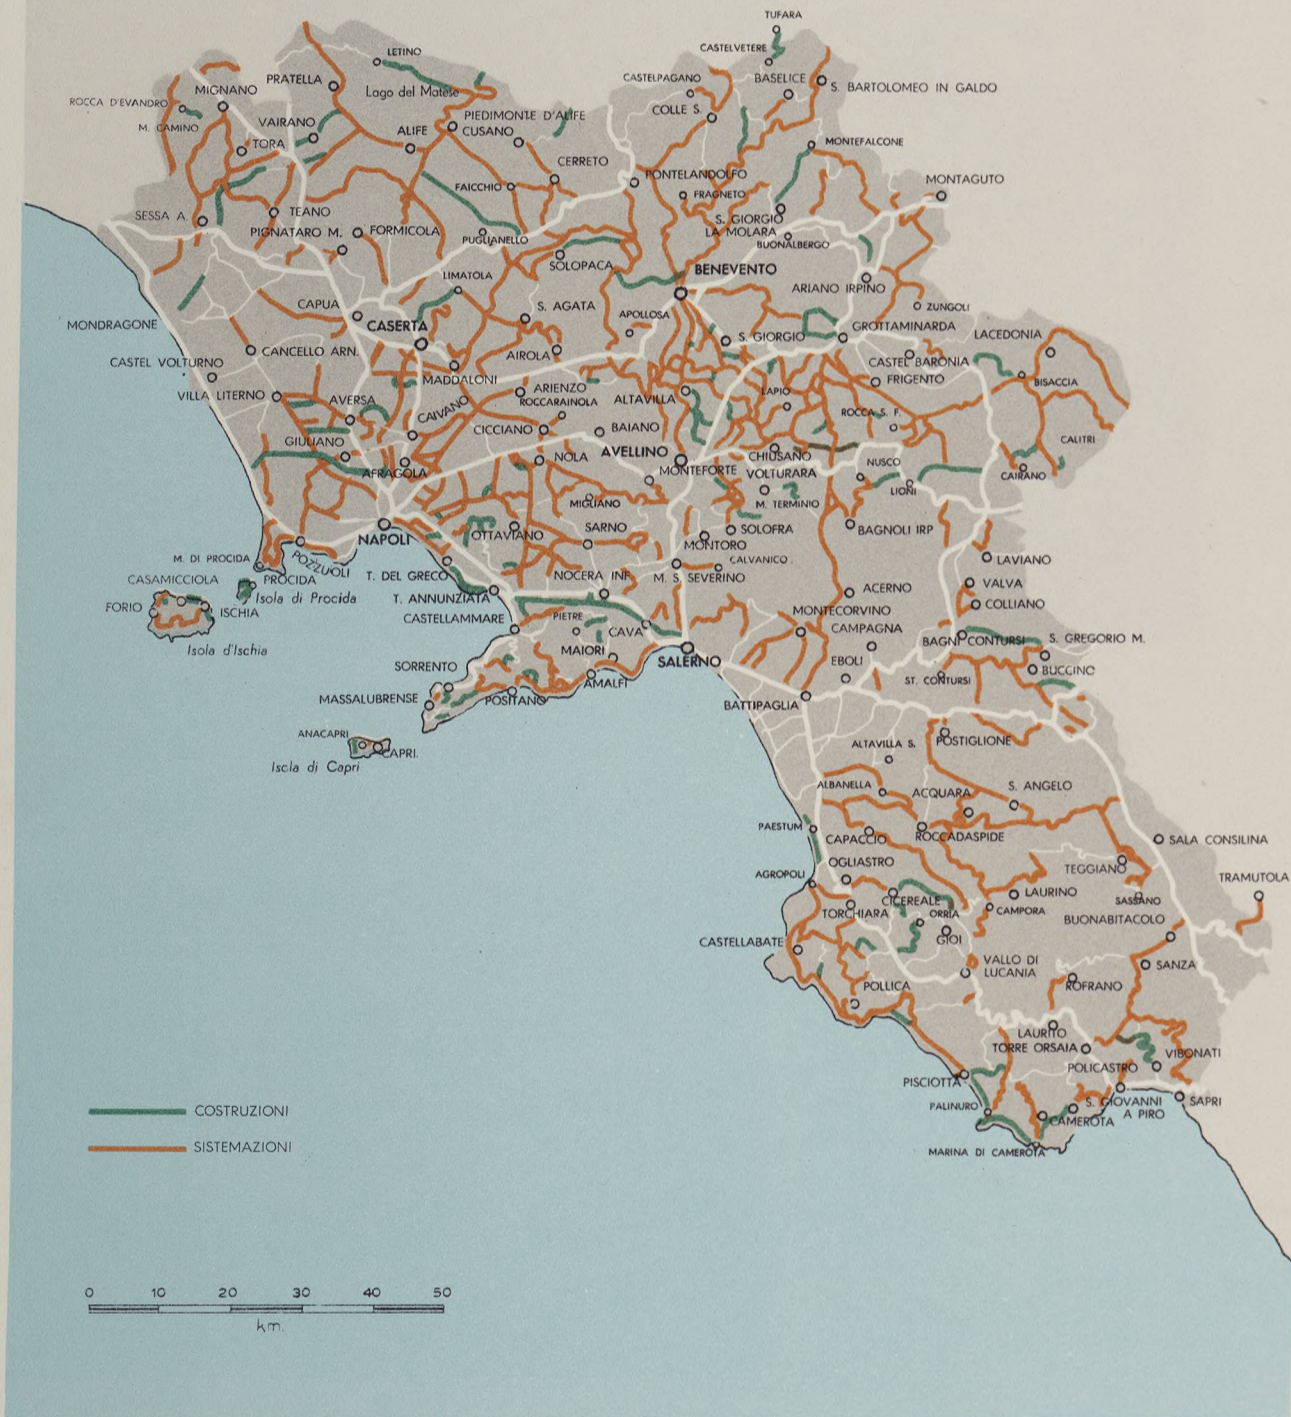 TUFARA
CASTELVETERE
LETINO
PRATELLA
Lago del Matese
CASTELPAGANO
BASELICE
S. BARTOLOMEO IN GALDO
ROCCA D'EVANDRO
MIGNANO
COLLE S.
M. CAMINO
VAIRANO
PIEDIMONTE D'ALIFE
ALIFE
CUSANO
TORA
MONTEFALCONE
CERRETO
FAICCHIO
PONTELANDOLFO
FRAGNETO
MONTAGUTO
SESSA A.
TEANO
PIGNATARO M.
FORMICOLA
PUGLIANELLO
S. GIORGIO
LA MOLARA
BUONALBERGO
SOLOPACA
BENEVENTO
LIMATOLA
ARIANO IRPINO
CAPUA
S. AGATA
APOLLOSA
ZUNGOLI
MONDRAGONE
CASERTA
S. GIORGIO
GROTTAMINARDA
LACEDONIA
CANCELLO ARN.
AIROLA
CASTEL BARONIA
CASTEL VOLTURNO
MADDALONI
FRIGENTO
BISACCIA
VILLA LITERNO
AVERSA
ARIENZO
ROCCARAINOLA
ALTAVILLA
LAPIO
CAIVANO
ROCCA S. F.
GIULIANO
CICCIANO
BAIANO
CALITRI
AVELLINO
AFRAGOLA
NOLA
CHIUSANO
MONTEFORTE
VOLTURARA
NUSCO
LIONI
CAIRANO
MIGLIANO
M. TERMINIO
NAPOLI
OTTAVIANO
SARNO
SOLOFRA
BAGNOLI IRP
MONTORO
M. DI PROCIDA
POZZUOLI
CALVANICO
LAVIANO
CASAMICCIOLA
PROCIDA
T. DEL GRECO
NOCERA INF.
M. S. SEVERINO
VALVA
Isola di Procida
T. ANNUNZIATA
ACERNO
COLLIANO
FORIO
ISCHIA
CASTELLAMMARE
PIETRE
CAVA
MONTECORVINO
CAMPAGNA
BAGNI CONTURSI
S. GREGORIO M.
Isola d'Ischia
MAIORI
SALERNO
EBOLI
SORRENTO
ST. CONTURSI
BUCCINO
AMALFI
MASSALUBRENSE
POSITANO
BATTIPAGLIA
ANACAPRI
CAPRI.
POSTIGLIONE
ALTAVILLA S.
Isola di Capri
ALBANELLA
ACQUARA
S. ANGELO
PAESTUM
CAPACCIO
ROCCADASPIDE
SALA CONSILINA
OGLIASTRO
TEGGIANO
AGROPOLI
TRAMUTOLA
LAURINO
CICEREALE
SASSANO
TORCHIARA
ORRIA
CAMPORA
BUONABITACOLO
GIOI
CASTELLABATE
VALLO DI
LUCANIA
SANZA
POLLICA
ROFRANO
LAURITO
TORRE ORSAIA
VIBONATI
POLICASTRO
PISCIOTTA
S. GIOVANNI
A PIRO
SAPRI
PALINURO
CAMEROTA
MARINA DI CAMEROTA
COSTRUZIONI
SISTEMAZIONI
0 10 20 30 40 50
km.